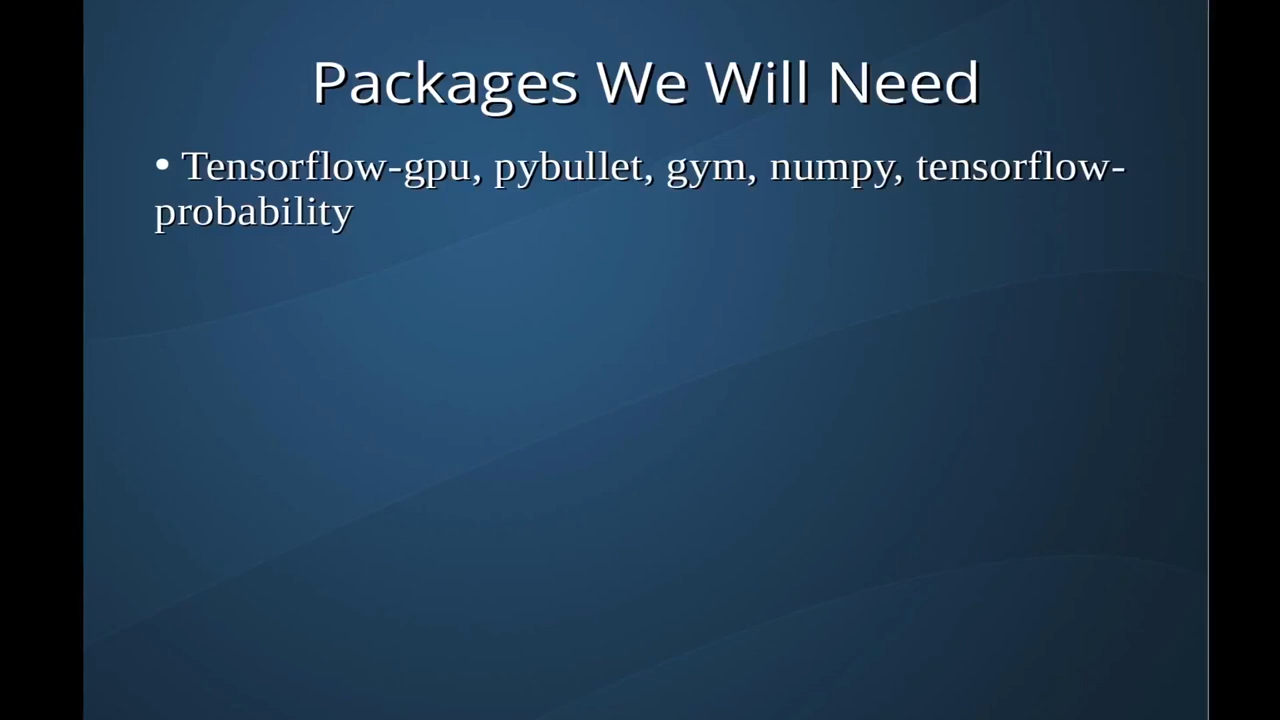 Packages We Will Need
• Tensorflow-gpu, pybullet, gym, numpy, tensorflow-
probability